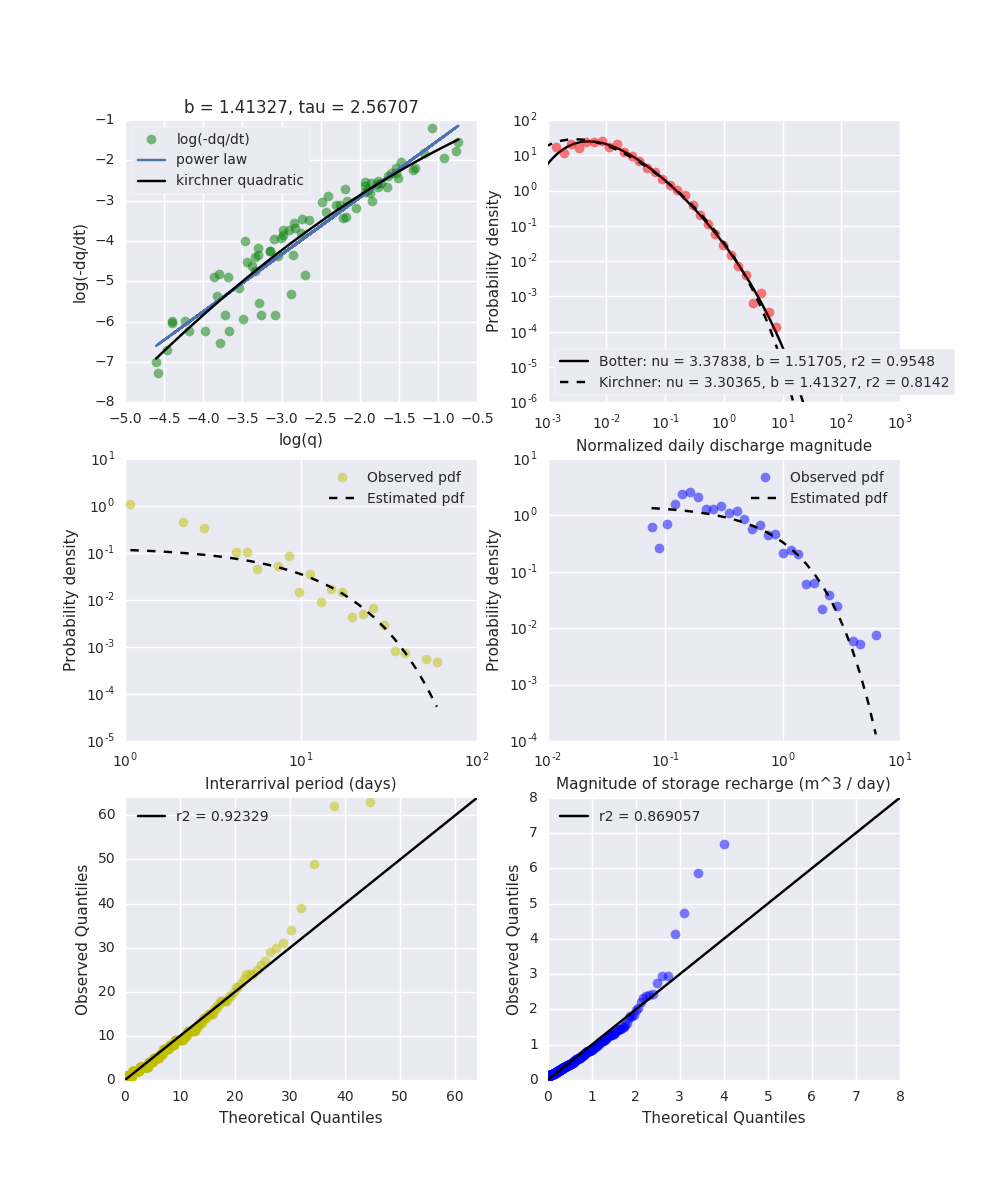 b = 1.41327, tau = 2.56707
−1
−2
−3
−4
−5
−6
−7
−8
log(-dq/dt)
log(-dq/dt)
power law
kirchner quadratic
−5.0 −4.5 −4.0 −3.5 −3.0 −2.5 −2.0 −1.5 −1.0 −0.5
log(q)
10^2
10^1
10^0
10^-1
10^-2
10^-3
10^-4
10^-5
10^-6
Probability density
Botter: nu = 3.37838, b = 1.51705, r2 = 0.9548
Kirchner: nu = 3.30365, b = 1.41327, r2 = 0.8142
10^-3 10^-2 10^-1 10^0 10^1 10^2 10^3
Normalized daily discharge magnitude
10^1
10^0
10^-1
10^-2
10^-3
10^-4
10^-5
Probability density
Observed pdf
Estimated pdf
10^0 10^1 10^2
Interarrival period (days)
10^1
10^0
10^-1
10^-2
10^-3
10^-4
Probability density
Observed pdf
Estimated pdf
10^-2 10^-1 10^0 10^1
Magnitude of storage recharge (m^3 / day)
60
50
40
30
20
10
0
Observed Quantiles
r2 = 0.92329
0 10 20 30 40 50 60
Theoretical Quantiles
8
7
6
5
4
3
2
1
0
Observed Quantiles
r2 = 0.869057
0 1 2 3 4 5 6 7 8
Theoretical Quantiles